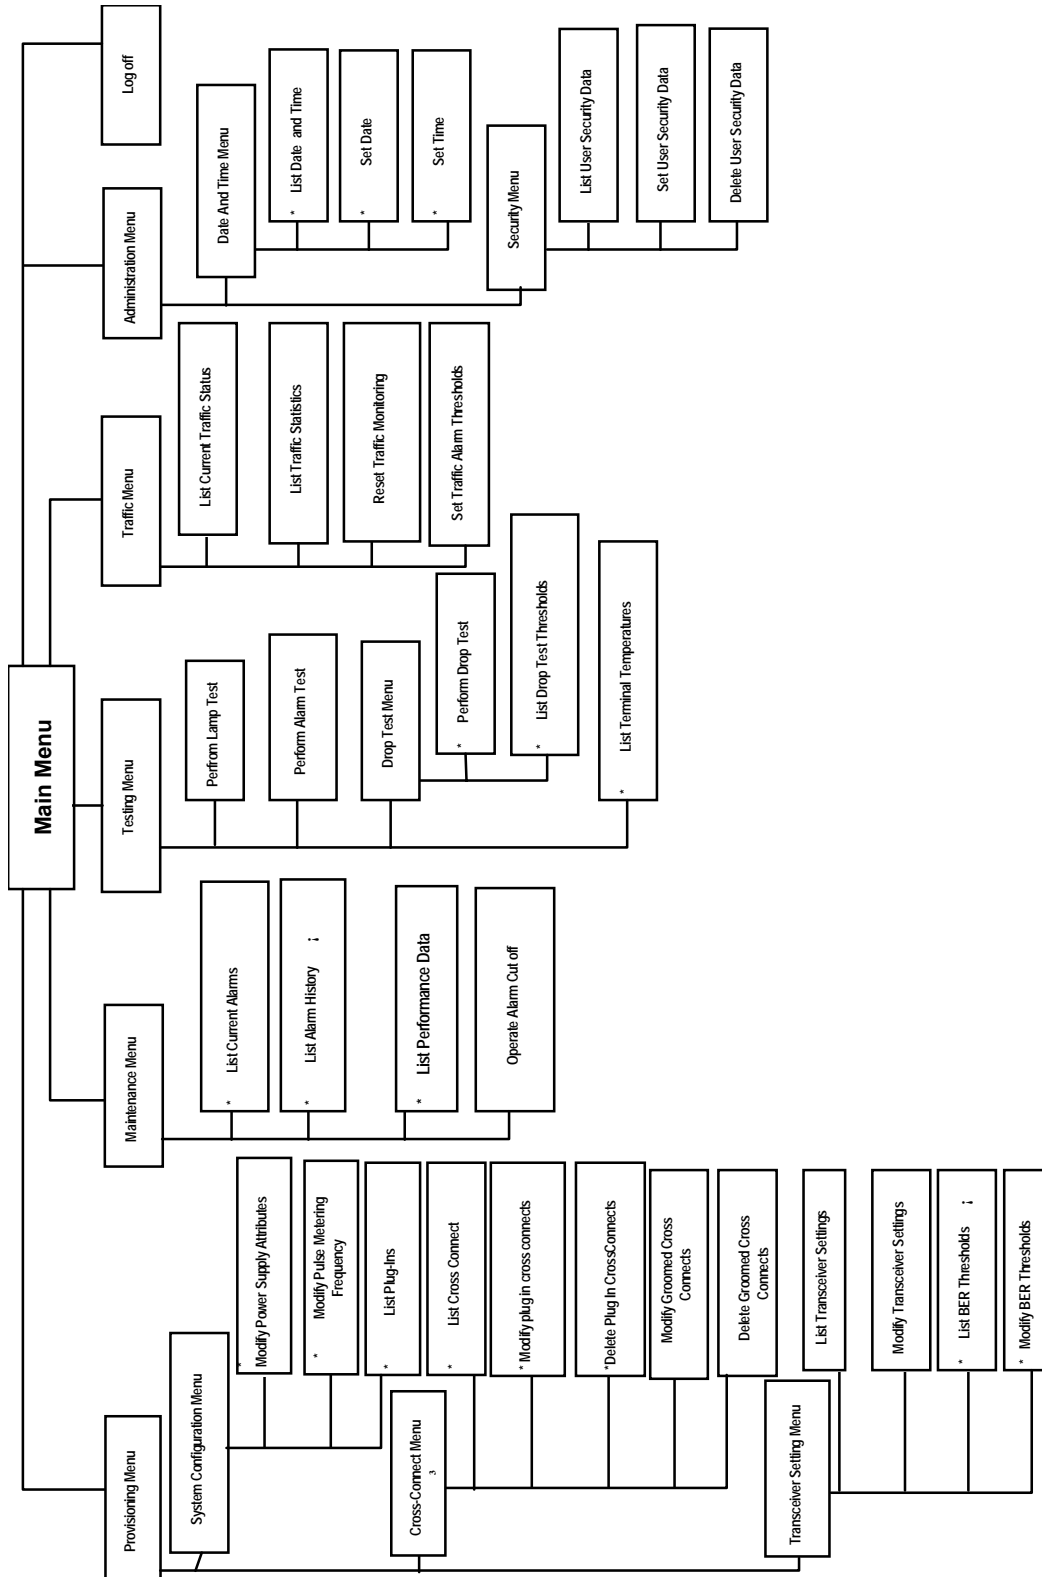 Main Menu
Provisioning Menu
System Configuration Menu
*
Modify Power Supply Attributes
* Modify Pulse Metering
Frequency
* List Plug-Ins
Cross-Connect Menu
3
* List Cross Connect
* Modify plug in cross connects
*Delete Plug In CrossConnects
Modify Groomed Cross
Connects
Delete Groomed Cross
Connects
Transceiver Setting Menu
List Transceiver Settings
Modify Transceiver Settings
* List BER Thresholds ¡
* Modify BER Thresholds
Maintenance Menu
* List Current Alarms
* List Alarm History ¡
* List Performance Data
Operate Alarm Cut off
Testing Menu
Perfrom Lamp Test
Perform Alarm Test
Drop Test Menu
* Perform Drop Test
* List Drop Test Thresholds
* List Terminal Temperatures
Traffic Menu
List Current Traffic Status
List Traffic Statistics
Reset Traffic Monitoring
Set Traffic Alarm Thresholds
Administration Menu
Date And Time Menu
* List Date and Time
* Set Date
* Set Time
Security Menu
List User Security Data
Set User Security Data
Delete User Security Data
Log off